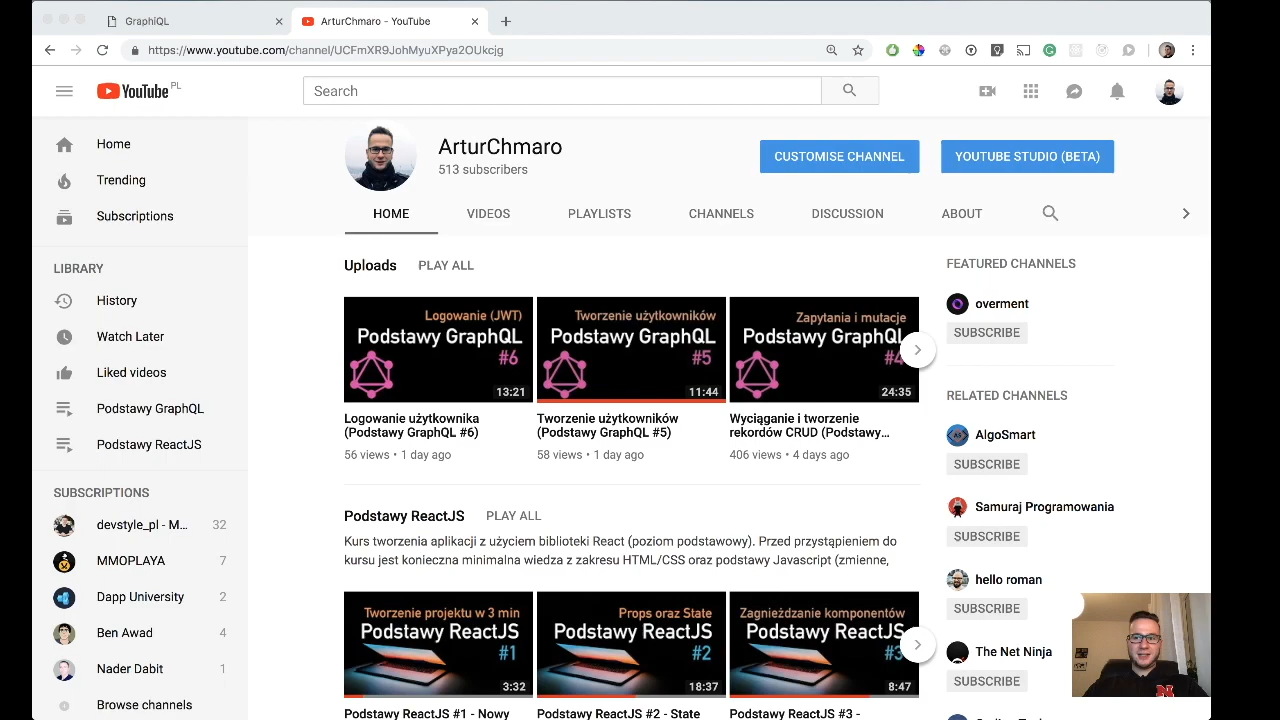 GraphiQL
ArturChmaro - YouTube
https://www.youtube.com/channel/UCFmXR9JohMyuXPya2OUkcjg
YouTube PL
Search
Home
Trending
Subscriptions
LIBRARY
History
Watch Later
Liked videos
Podstawy GraphQL
Podstawy ReactJS
SUBSCRIPTIONS
devstyle_pl - M... 32
MMOPLAYA 7
Dapp University 2
Ben Awad 4
Nader Dabit 1
Browse channels
ArturChmaro
513 subscribers
CUSTOMISE CHANNEL
YOUTUBE STUDIO (BETA)
HOME VIDEOS PLAYLISTS CHANNELS DISCUSSION ABOUT
Uploads PLAY ALL
Logowanie (JWT)
Podstawy GraphQL
#6
13:21
Logowanie użytkownika
(Podstawy GraphQL #6)
56 views • 1 day ago
Tworzenie użytkowników
Podstawy GraphQL
#5
11:44
Tworzenie użytkowników
(Podstawy GraphQL #5)
58 views • 1 day ago
Zapytania i mutacje
Podstawy GraphQL
#4
24:35
Wyciąganie i tworzenie
rekordów CRUD (Podstawy...
406 views • 4 days ago
Podstawy ReactJS PLAY ALL
Kurs tworzenia aplikacji z użyciem biblioteki React (poziom podstawowy). Przed przystąpieniem do
kursu jest konieczna minimalna wiedza z zakresu HTML/CSS oraz podstawy Javascript (zmienne,
Tworzenie projektu w 3 min
Podstawy ReactJS
#1
3:32
Podstawy ReactJS #1 - Nowy
Props oraz State
Podstawy ReactJS
#2
18:37
Podstawy ReactJS #2 - State
Zagnieżdzanie komponentów
Podstawy ReactJS
#3
8:47
Podstawy ReactJS #3 -
FEATURED CHANNELS
overment
SUBSCRIBE
RELATED CHANNELS
AlgoSmart
SUBSCRIBE
Samuraj Programowania
SUBSCRIBE
hello roman
SUBSCRIBE
The Net Ninja
SUBSCRIBE
N